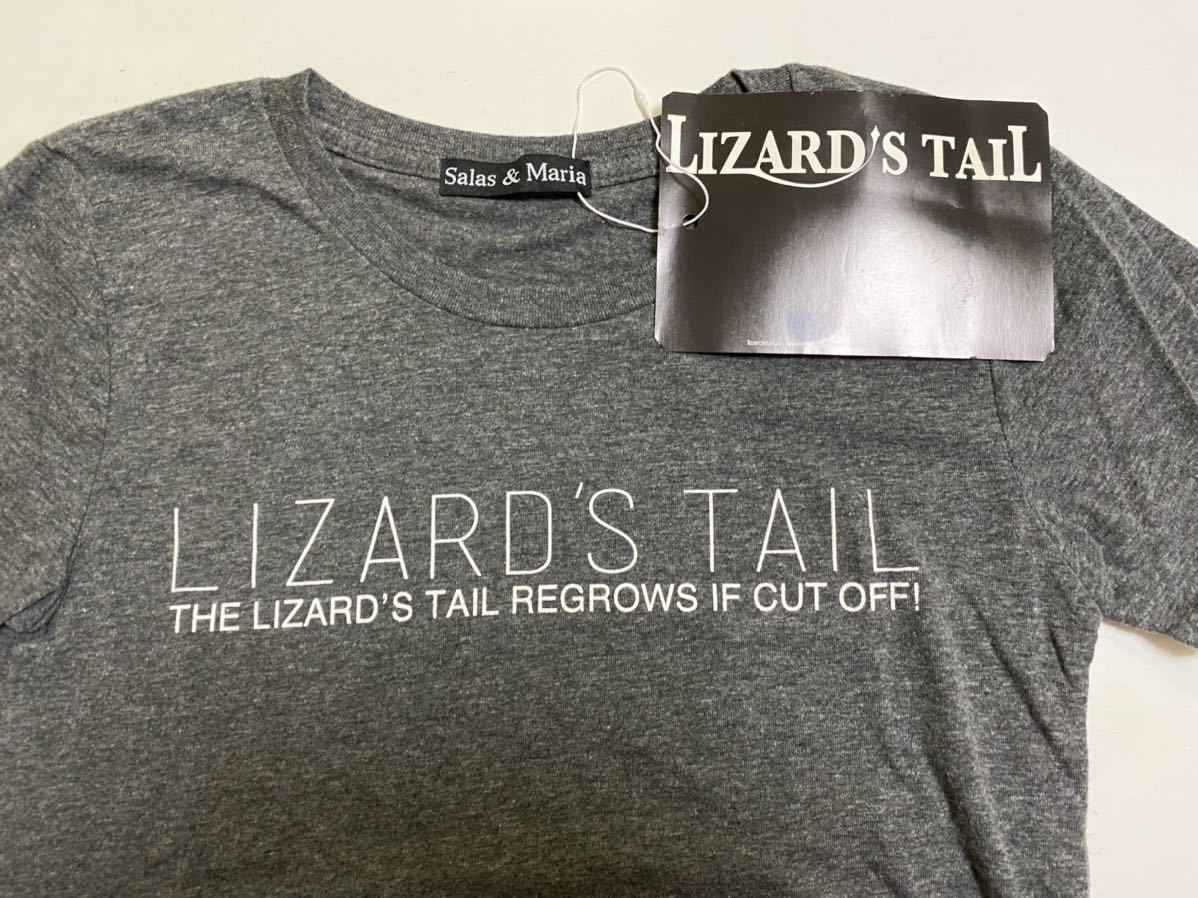 Salas & Maria
LIZARD'S TAIL
LIZARD'S TAIL
THE LIZARD'S TAIL REGROWS IF CUT OFF!